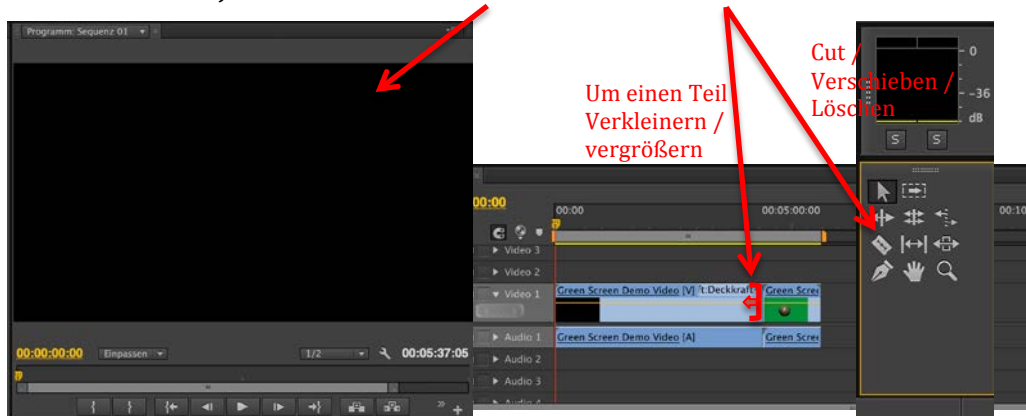 Programm: Sequenz 01
Cut /
Verschieben /
Löschen
Um einen Teil
Verkleinern /
vergrößern
0
-36
dB
S S
00:00
00:00 00:05:00:00 00:10
Video 3
Video 2
Video 1
Green Screen Demo Video [V] 't:Deckkraft Green Scree
Audio 1
Green Screen Demo Video [A] Green Scree
Audio 2
Audio 3
00:00:00:00 Einpassen 1/2 00:05:37:05